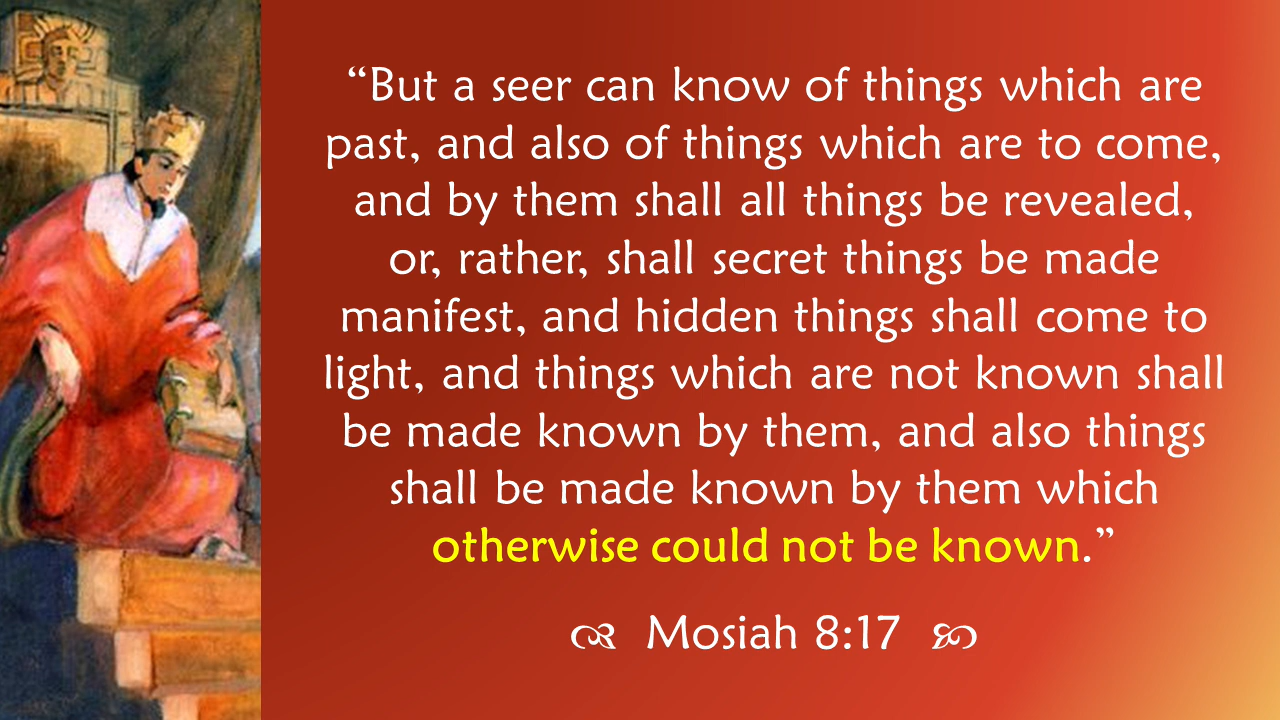 “But a seer can know of things which are
past, and also of things which are to come,
and by them shall all things be revealed,
or, rather, shall secret things be made
manifest, and hidden things shall come to
light, and things which are not known shall
be made known by them, and also things
shall be made known by them which
otherwise could not be known.”
Mosiah 8:17